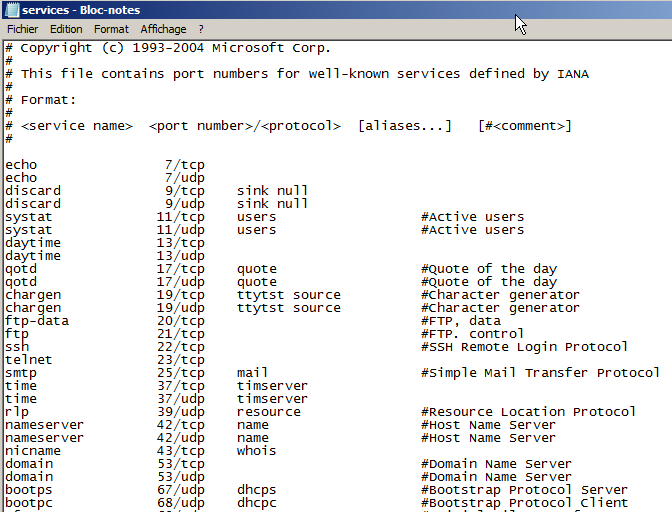 services - Bloc-notes
Fichier Edition Format Affichage ?
# Copyright (c) 1993-2004 Microsoft Corp.
#
# This file contains port numbers for well-known services defined by IANA
#
# Format:
#
# <service name>  <port number>/<protocol>  [aliases...]   [#<comment>]
#
echo                7/tcp
echo                7/udp
discard             9/tcp    sink null
discard             9/udp    sink null
systat             11/tcp    users                  #Active users
systat             11/udp    users                  #Active users
daytime            13/tcp
daytime            13/udp
qotd               17/tcp    quote                  #Quote of the day
qotd               17/udp    quote                  #Quote of the day
chargen            19/tcp    ttytst source          #Character generator
chargen            19/udp    ttytst source          #Character generator
ftp-data           20/tcp                           #FTP, data
ftp                21/tcp                           #FTP. control
ssh                22/tcp                           #SSH Remote Login Protocol
telnet             23/tcp
smtp               25/tcp    mail                   #Simple Mail Transfer Protocol
time               37/tcp    timserver
time               37/udp    timserver
rlp                39/udp    resource               #Resource Location Protocol
nameserver         42/tcp    name                   #Host Name Server
nameserver         42/udp    name                   #Host Name Server
nicname            43/tcp    whois
domain             53/tcp                           #Domain Name Server
domain             53/udp                           #Domain Name Server
bootps             67/udp    dhcps                  #Bootstrap Protocol Server
bootpc             68/udp    dhcpc                  #Bootstrap Protocol Client